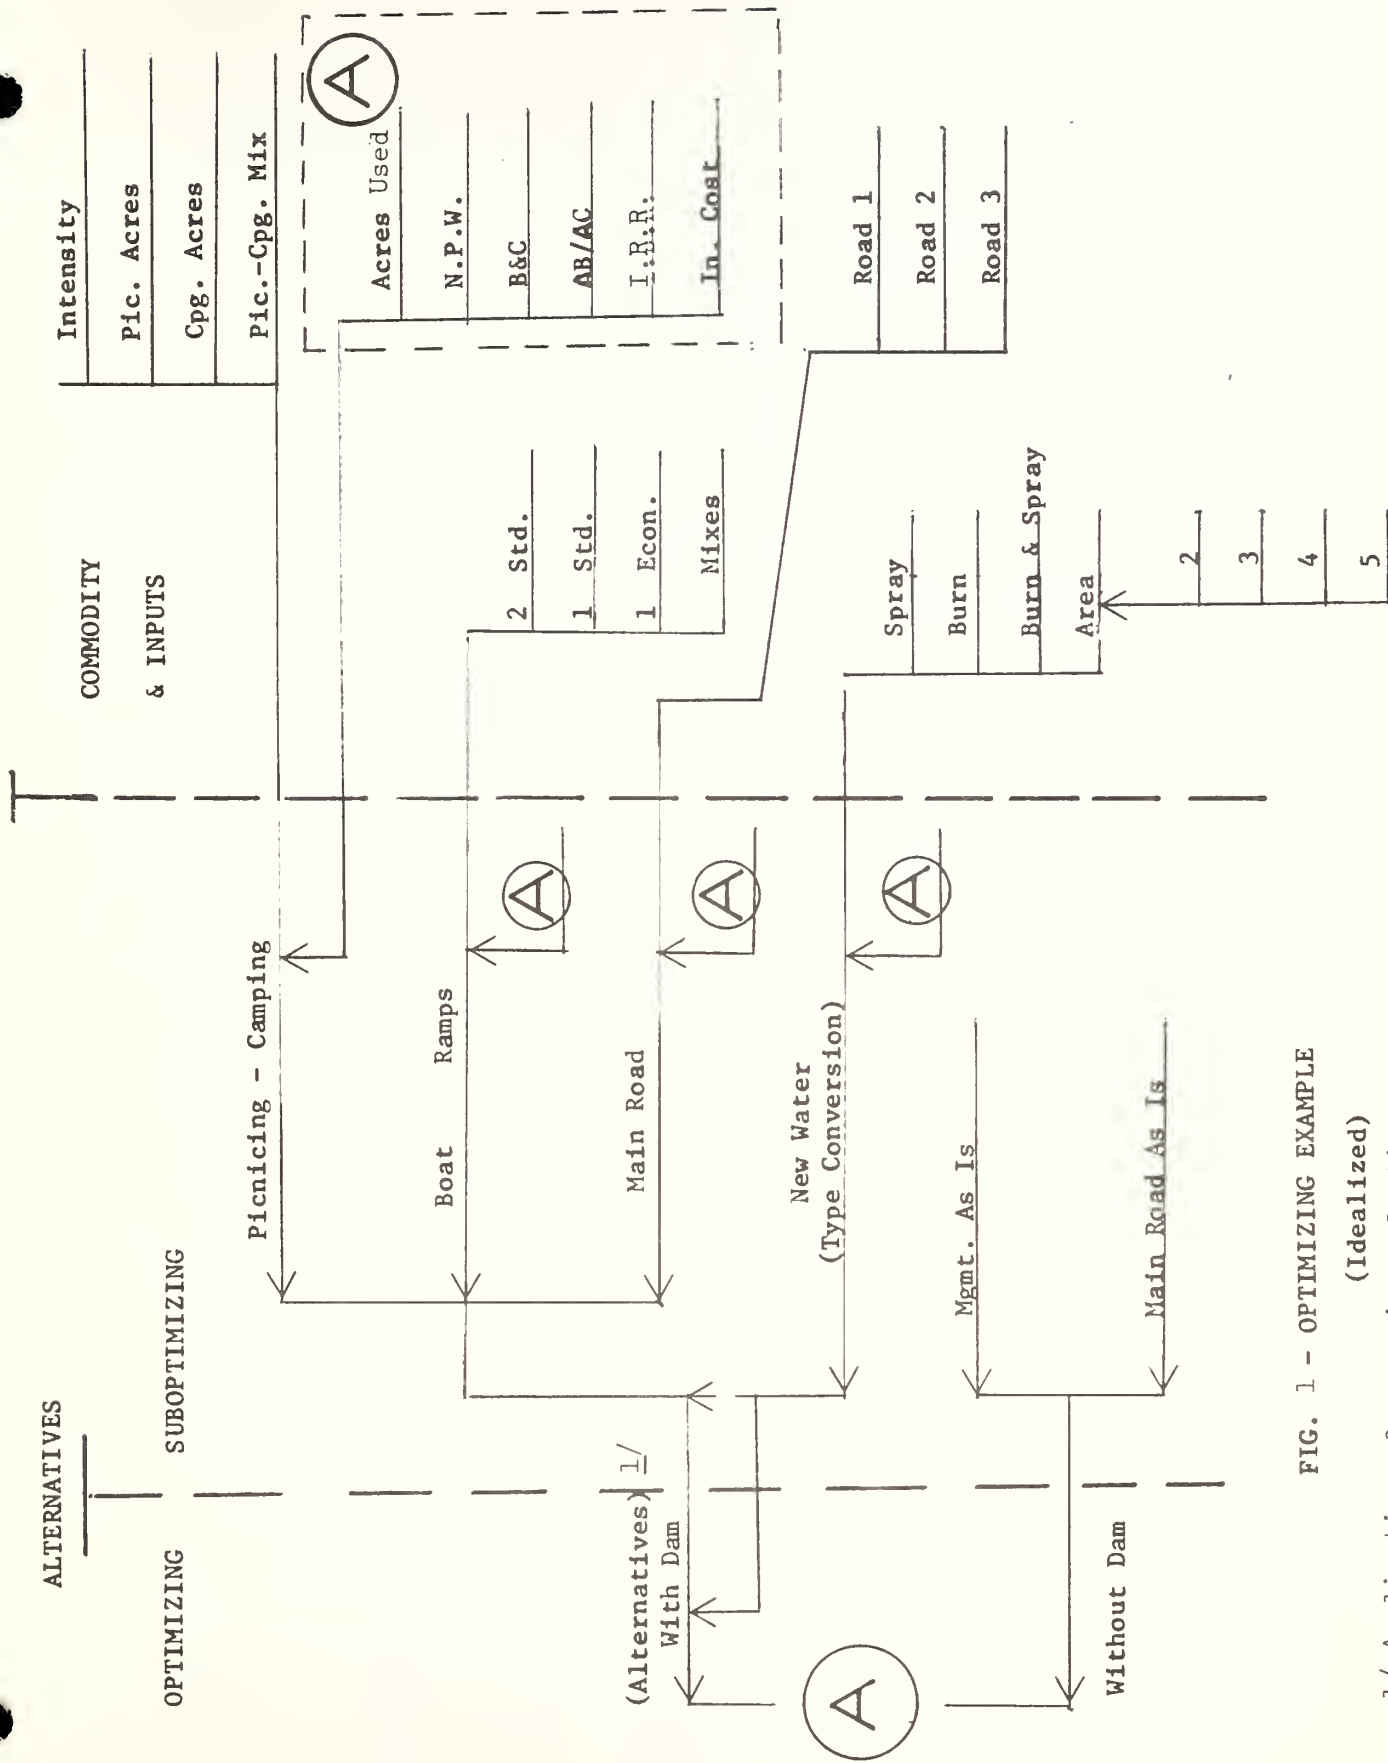 ALTERNATIVES
OPTIMIZING
SUBOPTIMIZING
COMMODITY
& INPUTS
Intensity
Pic. Acres
Cpg. Acres
Pic.-Cpg. Mix
Picnicing - Camping
A
Acres Used
N.P.W.
B&C
AB/AC
I.R.R.
In. Cost
Boat Ramps
A
2 Std.
1 Std.
1 Econ.
Mixes
(Alternatives) 1/
With Dam
Main Road
A
Road 1
Road 2
Road 3
New Water
(Type Conversion)
A
Spray
Burn
Burn & Spray
Area
2
3
4
5
A
Mgmt. As Is
Main Road As Is
Without Dam
FIG. 1 - OPTIMIZING EXAMPLE
(Idealized)